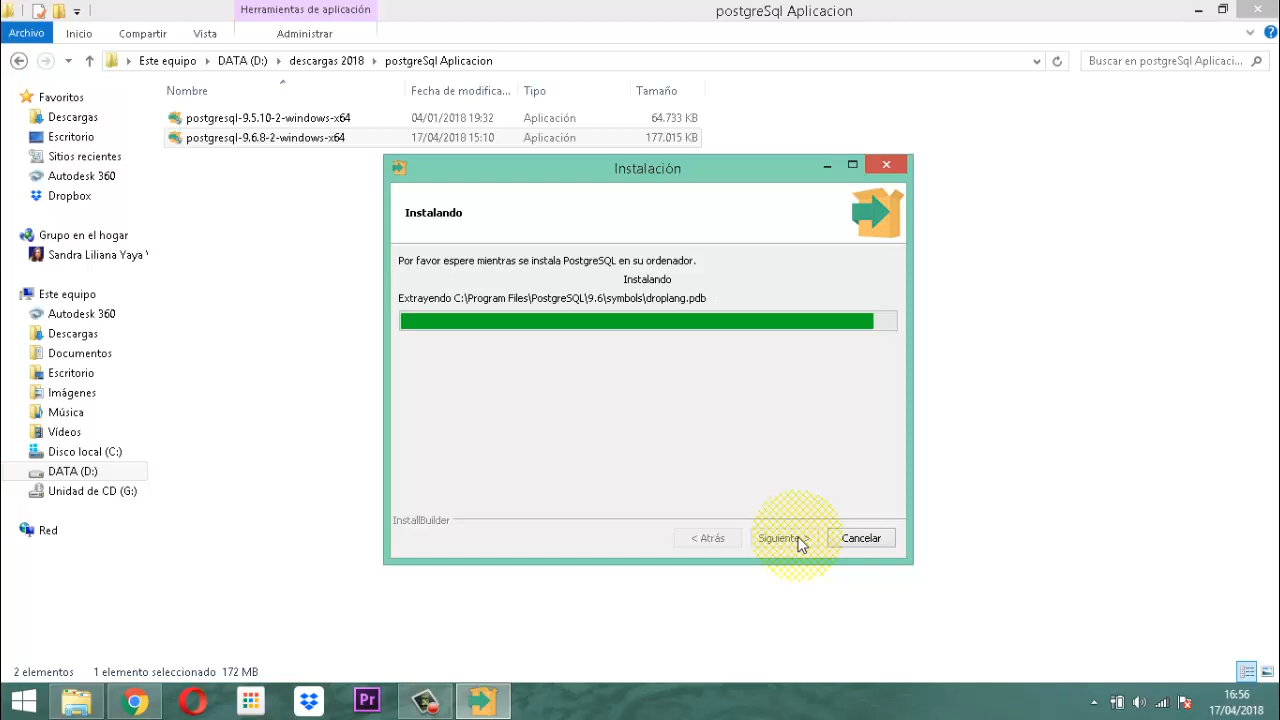 Herramientas de aplicación
postgreSql Aplicacion
Archivo Inicio Compartir Vista Administrar
Este equipo DATA (D:) descargas 2018 postgreSql Aplicacion
Buscar en postgreSql Aplicaci...
Nombre Fecha de modifica... Tipo Tamaño
postgresql-9.5.10-2-windows-x64 04/01/2018 19:32 Aplicación 64.733 KB
postgresql-9.6.8-2-windows-x64 17/04/2018 15:10 Aplicación 177.015 KB
Favoritos
Descargas
Escritorio
Sitios recientes
Autodesk 360
Dropbox
Grupo en el hogar
Sandra Liliana Yaya
Este equipo
Autodesk 360
Descargas
Documentos
Escritorio
Imágenes
Música
Vídeos
Disco local (C:)
DATA (D:)
Unidad de CD (G:)
Red
Instalación
Instalando
Por favor espere mientras se instala PostgreSQL en su ordenador.
Instalando
Extrayendo C:\Program Files\PostgreSQL\9.6\symbols\droplang.pdb
InstallBuilder
< Atrás Siguiente > Cancelar
2 elementos 1 elemento seleccionado 172 MB
Pr
16:56
17/04/2018